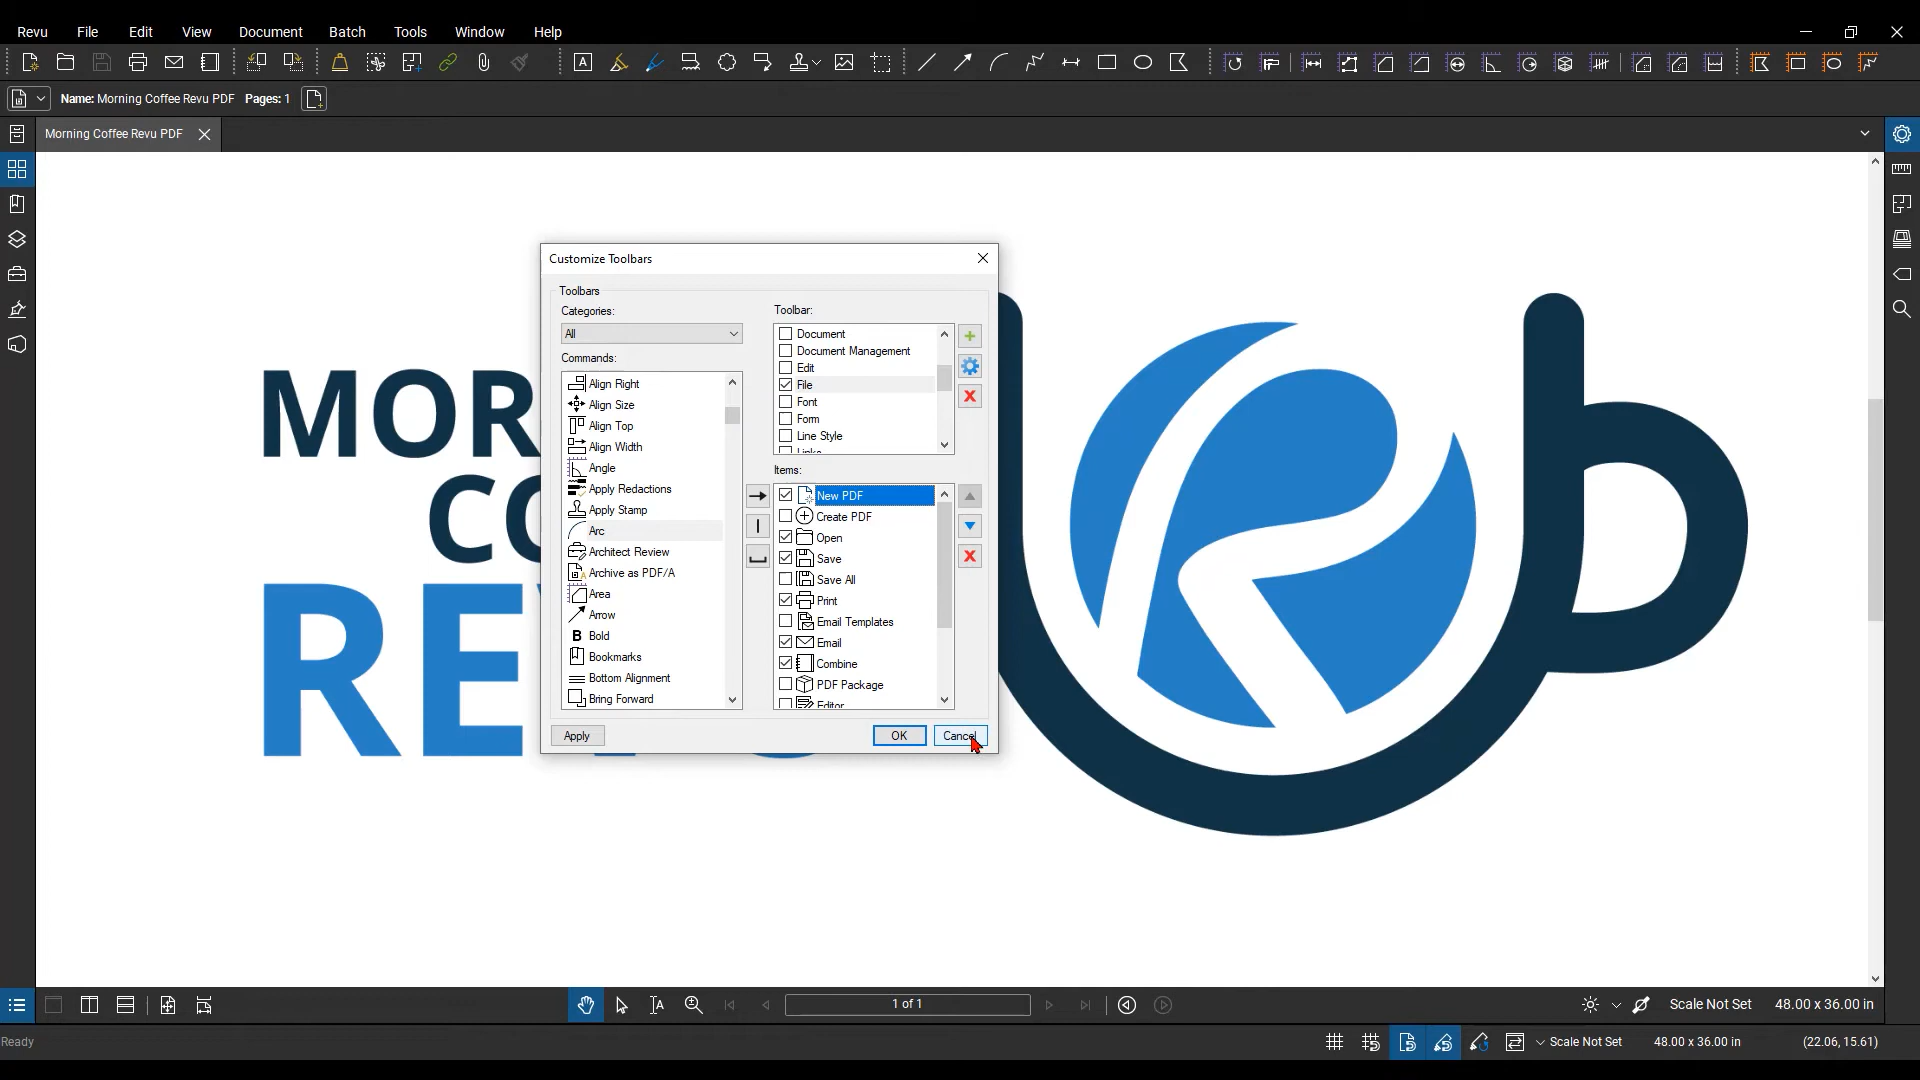 Revu File Edit View Document Batch Tools Window Help
Name: Morning Coffee Revu PDF Pages: 1
Morning Coffee Revu PDF
Customize Toolbars
Toolbars
Categories:
All
Commands:
Align Right
Align Size
Align Top
Align Width
Angle
Apply Redactions
Apply Stamp
Arc
Architect Review
Archive as PDF/A
Area
Arrow
Bold
Bookmarks
Bottom Alignment
Bring Forward
Toolbar:
Document
Document Management
Edit
File
Font
Form
Line Style
Links
Items:
New PDF
Create PDF
Open
Save
Save All
Print
Email Templates
Email
Combine
PDF Package
Editor
Apply OK Cancel
MOR
CO
RE
1 of 1
Scale Not Set 48.00 x 36.00 in
Ready
Scale Not Set 48.00 x 36.00 in (22.06, 15.61)